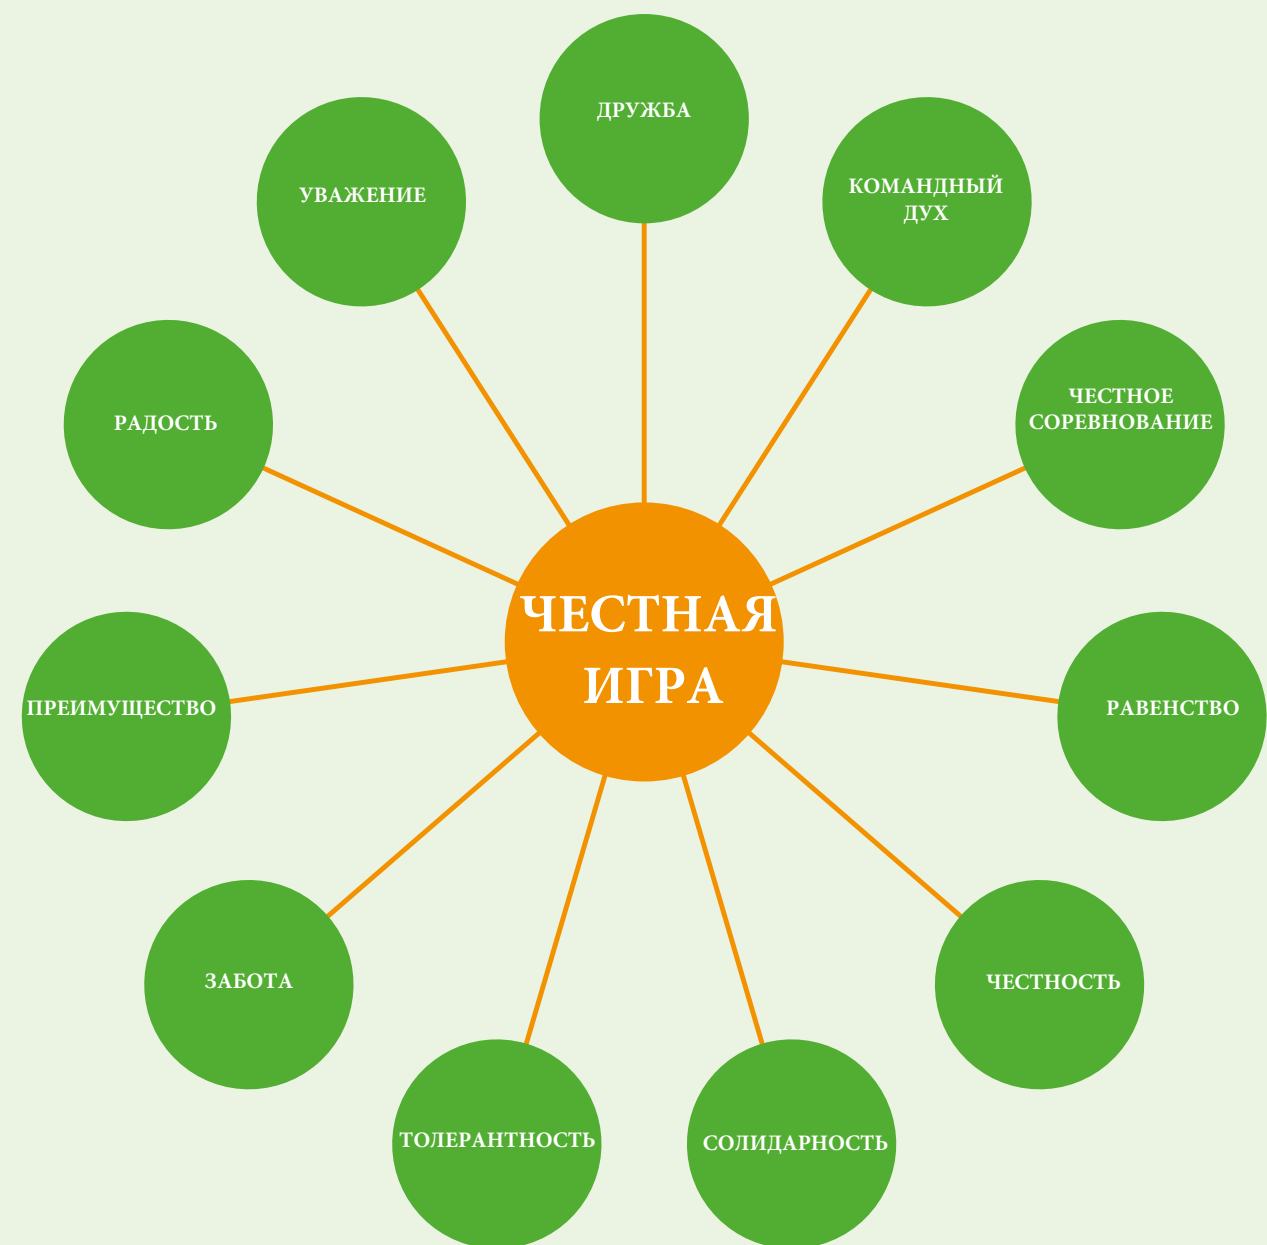 ДРУЖБА
КОМАНДНЫЙ
ДУХ
УВАЖЕНИЕ
ЧЕСТНОЕ
СОРЕВНОВАНИЕ
РАДОСТЬ
ЧЕСТНАЯ
ИГРА
ПРЕИМУЩЕСТВО
РАВЕНСТВО
ЗАБОТА
ЧЕСТНОСТЬ
ТОЛЕРАНТНОСТЬ
СОЛИДАРНОСТЬ